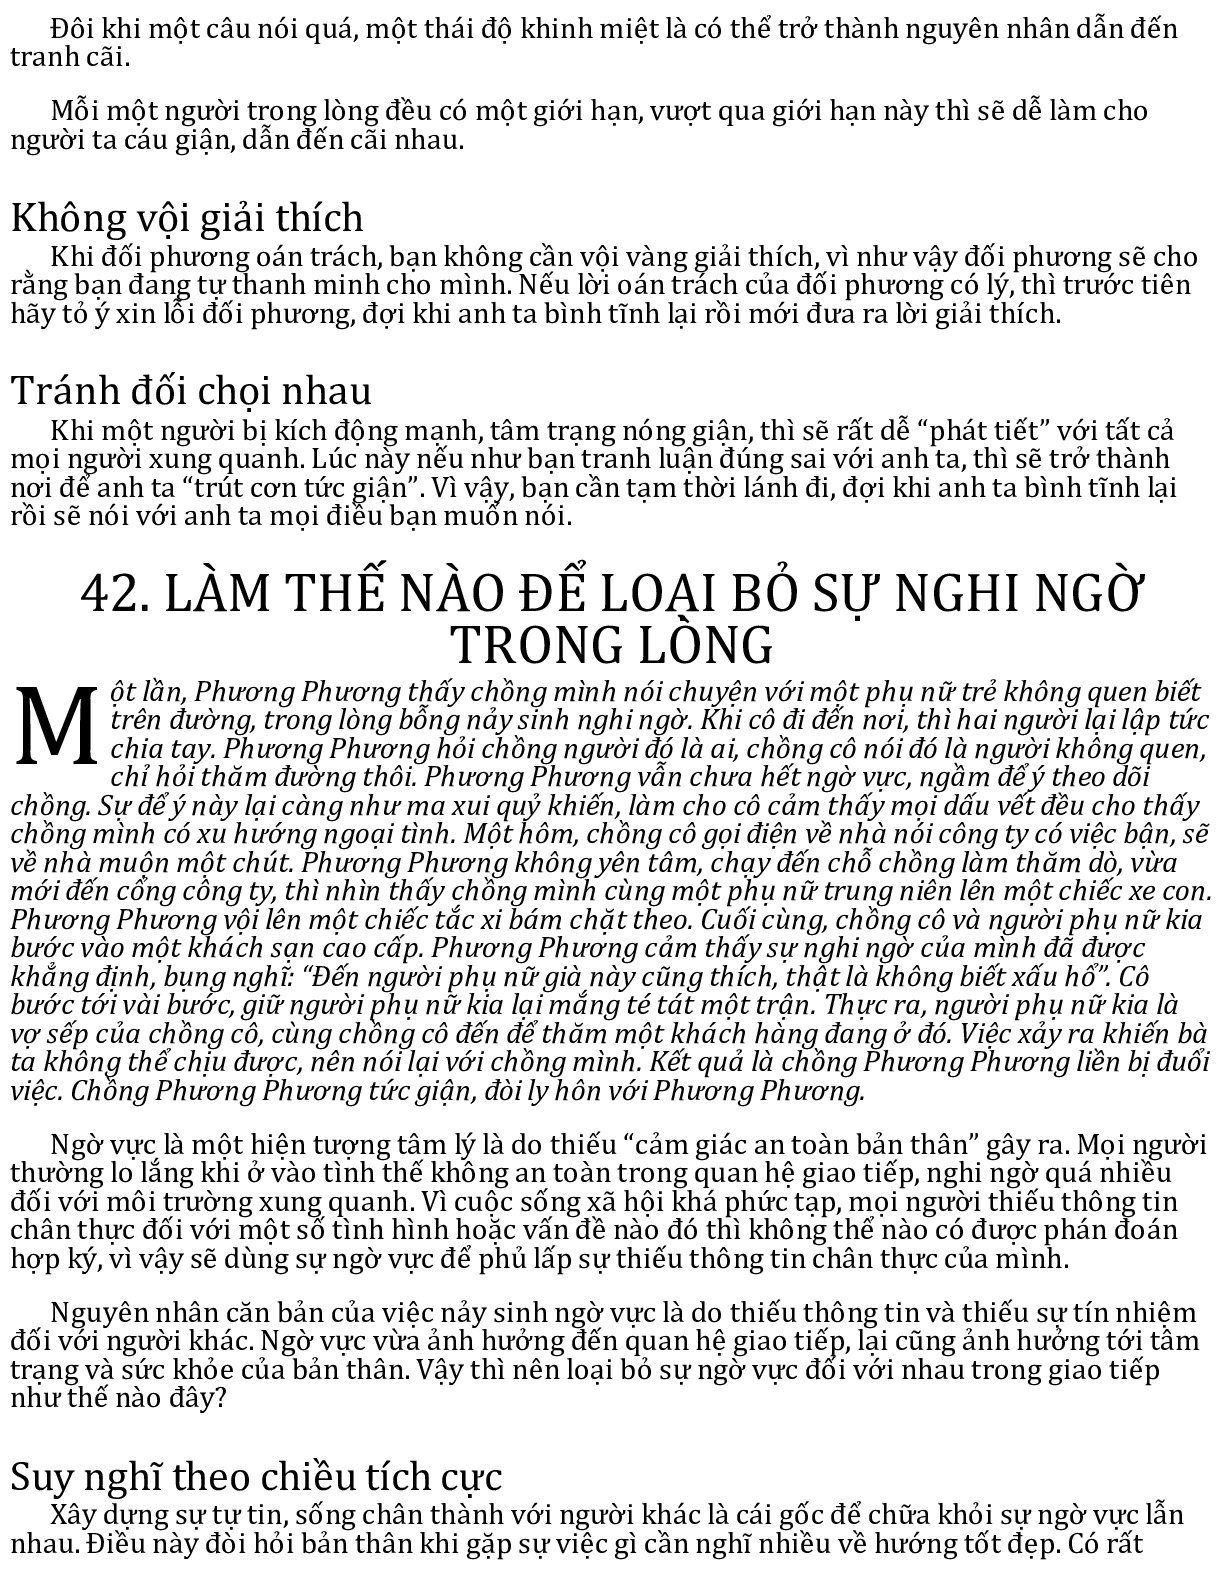 Đôi khi một câu nói quá, một thái độ khinh miệt là có thể trở thành nguyên nhân dẫn đến
tranh cãi.
Mỗi một người trong lòng đều có một giới hạn, vượt qua giới hạn này thì sẽ dễ làm cho
người ta cáu giận, dẫn đến cãi nhau.
Không vội giải thích
Khi đối phương oán trách, bạn không cần vội vàng giải thích, vì như vậy đối phương sẽ cho
rằng bạn đang tự thanh minh cho mình. Nếu lời oán trách của đối phương có lý, thì trước tiên
hãy tỏ ý xin lỗi đối phương, đợi khi anh ta bình tĩnh lại rồi mới đưa ra lời giải thích.
Tránh đối chọi nhau
Khi một người bị kích động mạnh, tâm trạng nóng giận, thì sẽ rất dễ “phát tiết” với tất cả
mọi người xung quanh. Lúc này nếu như bạn tranh luận đúng sai với anh ta, thì sẽ trở thành
nơi để anh ta “trút cơn tức giận”. Vì vậy, bạn cần tạm thời lánh đi, đợi khi anh ta bình tĩnh lại
rồi sẽ nói với anh ta mọi điều bạn muốn nói.
42. LÀM THẾ NÀO ĐỂ LOẠI BỎ SỰ NGHI NGỜ
TRONG LÒNG
Một lần, Phương Phương thấy chồng mình nói chuyện với một phụ nữ trẻ không quen biết
trên đường, trong lòng bỗng nảy sinh nghi ngờ. Khi cô đi đến nơi, thì hai người lại lập tức
chia tay. Phương Phương hỏi chồng người đó là ai, chồng cô nói đó là người không quen,
chỉ hỏi thăm đường thôi. Phương Phương vẫn chưa hết ngờ vực, ngầm để ý theo dõi
chồng. Sự để ý này lại càng như ma xui quỷ khiến, làm cho cô cảm thấy mọi dấu vết đều cho thấy
chồng mình có xu hướng ngoại tình. Một hôm, chồng cô gọi điện về nhà nói công ty có việc bận, sẽ
về nhà muộn một chút. Phương Phương không yên tâm, chạy đến chỗ chồng làm thăm dò, vừa
mới đến cổng công ty, thì nhìn thấy chồng mình cùng một phụ nữ trung niên lên một chiếc xe con.
Phương Phương vội lên một chiếc tắc xi bám chặt theo. Cuối cùng, chồng cô và người phụ nữ kia
bước vào một khách sạn cao cấp. Phương Phương cảm thấy sự nghi ngờ của mình đã được
khẳng định, bụng nghĩ: “Đến người phụ nữ già này cũng thích, thật là không biết xấu hổ”. Cô
bước tới vài bước, giữ người phụ nữ kia lại mắng té tát một trận. Thực ra, người phụ nữ kia là
vợ sếp của chồng cô, cùng chồng cô đến để thăm một khách hàng đang ở đó. Việc xảy ra khiến bà
ta không thể chịu được, nên nói lại với chồng mình. Kết quả là chồng Phương Phương liền bị đuổi
việc. Chồng Phương Phương tức giận, đòi ly hôn với Phương Phương.
Ngờ vực là một hiện tượng tâm lý là do thiếu “cảm giác an toàn bản thân” gây ra. Mọi người
thường lo lắng khi ở vào tình thế không an toàn trong quan hệ giao tiếp, nghi ngờ quá nhiều
đối với môi trường xung quanh. Vì cuộc sống xã hội khá phức tạp, mọi người thiếu thông tin
chân thực đối với một số tình hình hoặc vấn đề nào đó thì không thể nào có được phán đoán
hợp ký, vì vậy sẽ dùng sự ngờ vực để phủ lấp sự thiếu thông tin chân thực của mình.
Nguyên nhân căn bản của việc nảy sinh ngờ vực là do thiếu thông tin và thiếu sự tín nhiệm
đối với người khác. Ngờ vực vừa ảnh hưởng đến quan hệ giao tiếp, lại cũng ảnh hưởng tới tâm
trạng và sức khỏe của bản thân. Vậy thì nên loại bỏ sự ngờ vực đối với nhau trong giao tiếp
như thế nào đây?
Suy nghĩ theo chiều tích cực
Xây dựng sự tự tin, sống chân thành với người khác là cái gốc để chữa khỏi sự ngờ vực lẫn
nhau. Điều này đòi hỏi bản thân khi gặp sự việc gì cần nghĩ nhiều về hướng tốt đẹp. Có rất